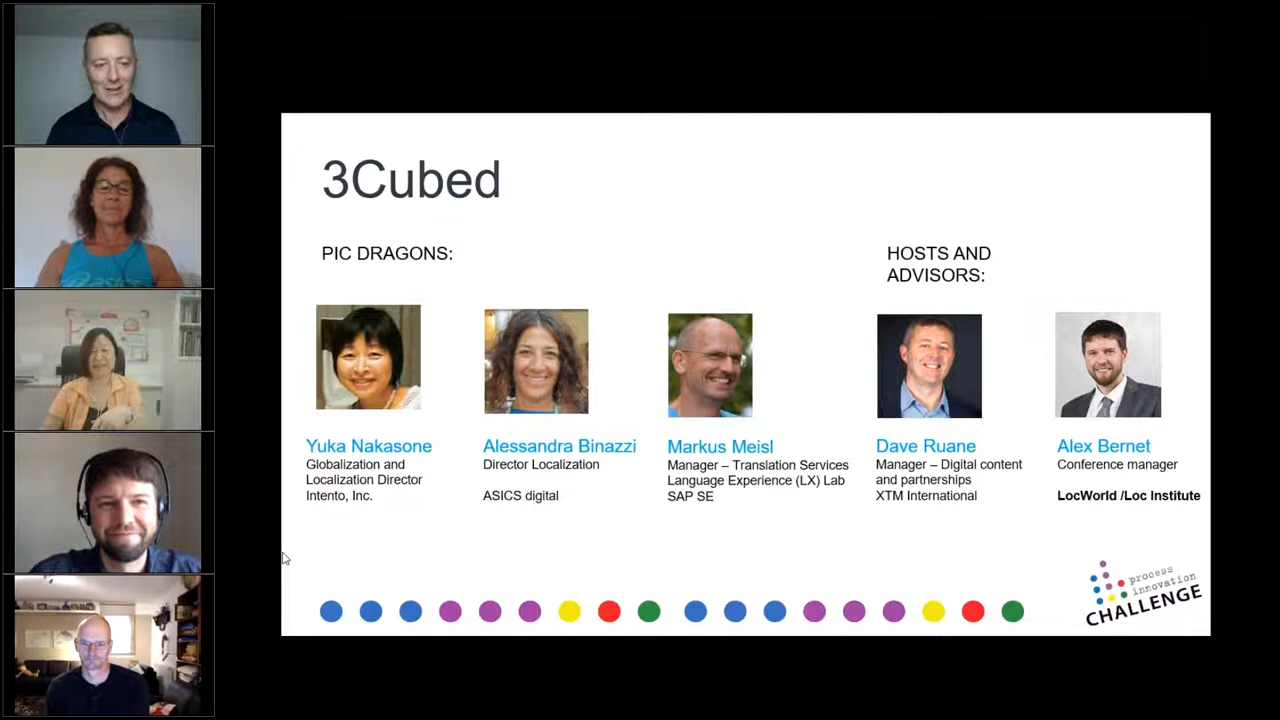 3Cubed
PIC DRAGONS:
HOSTS AND
ADVISORS:
Yuka Nakasone
Globalization and
Localization Director
Intento, Inc.
Alessandra Binazzi
Director Localization
ASICS digital
Markus Meisl
Manager – Translation Services
Language Experience (LX) Lab
SAP SE
Dave Ruane
Manager – Digital content
and partnerships
XTM International
Alex Bernet
Conference manager
LocWorld /Loc Institute
process
innovation
CHALLENGE
asics